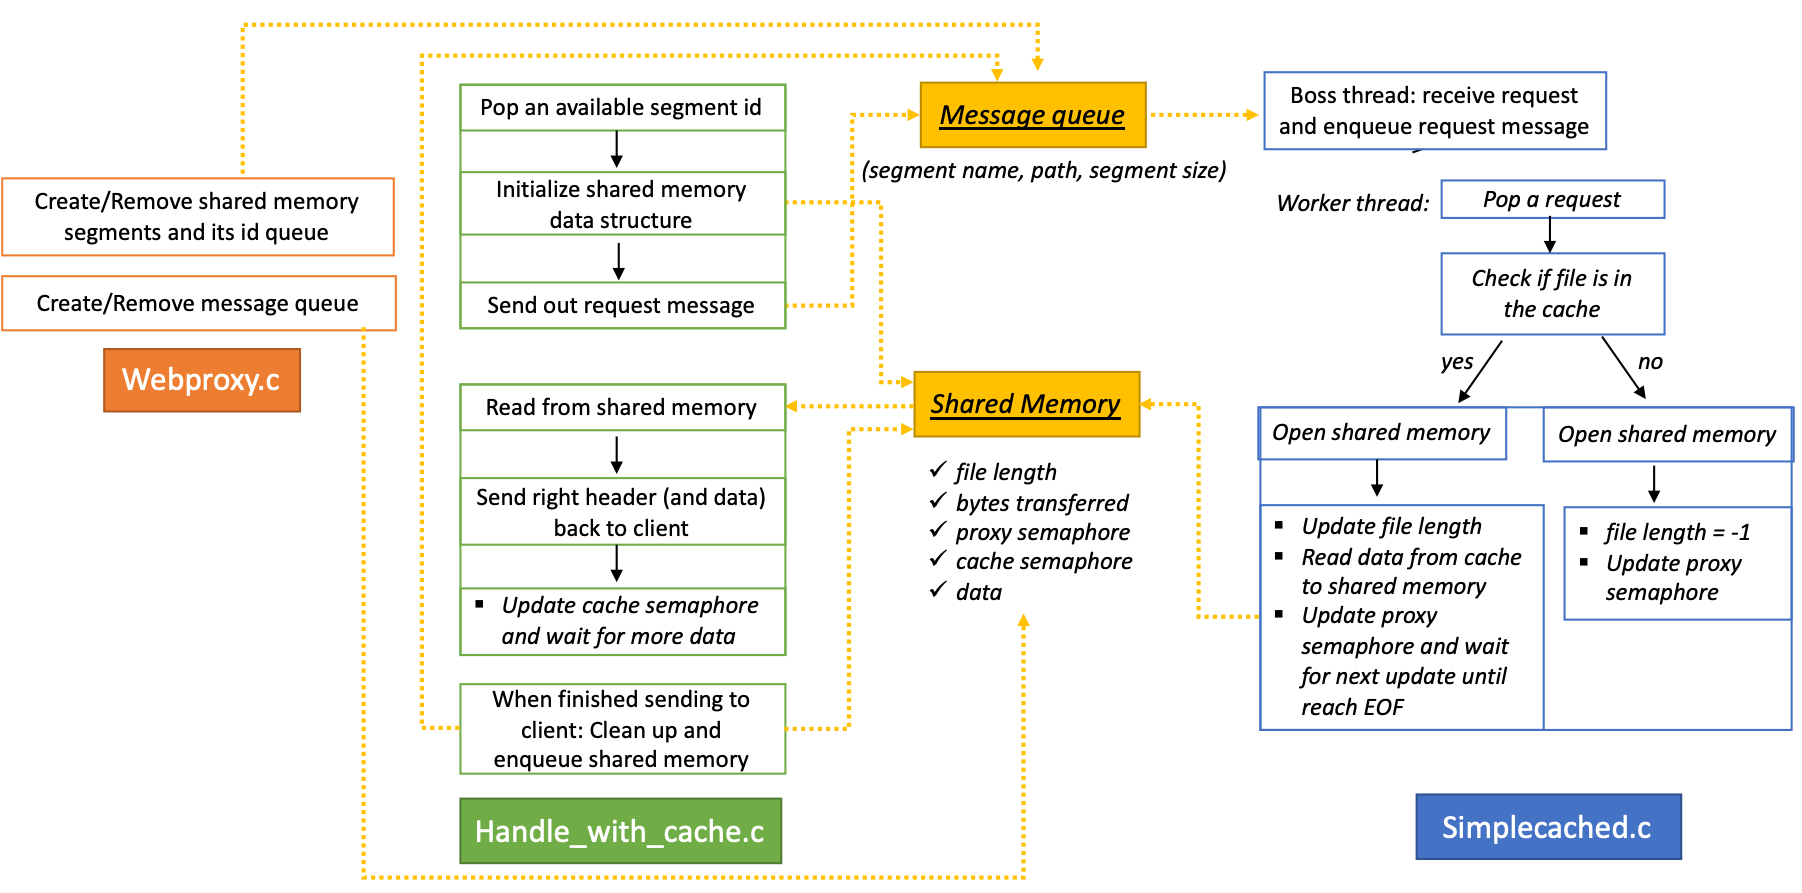 Create/Remove shared memory
segments and its id queue
Create/Remove message queue
Webproxy.c
Pop an available segment id
Initialize shared memory
data structure
Send out request message
Read from shared memory
Send right header (and data)
back to client
▪ Update cache semaphore
and wait for more data
When finished sending to
client: Clean up and
enqueue shared memory
Handle_with_cache.c
Message queue
(segment name, path, segment size)
Shared Memory
✓ file length
✓ bytes transferred
✓ proxy semaphore
✓ cache semaphore
✓ data
Boss thread: receive request
and enqueue request message
Worker thread:
Pop a request
Check if file is in
the cache
yes
no
Open shared memory
▪ Update file length
▪ Read data from cache
to shared memory
▪ Update proxy
semaphore and wait
for next update until
reach EOF
Open shared memory
▪ file length = -1
▪ Update proxy
semaphore
Simplecached.c